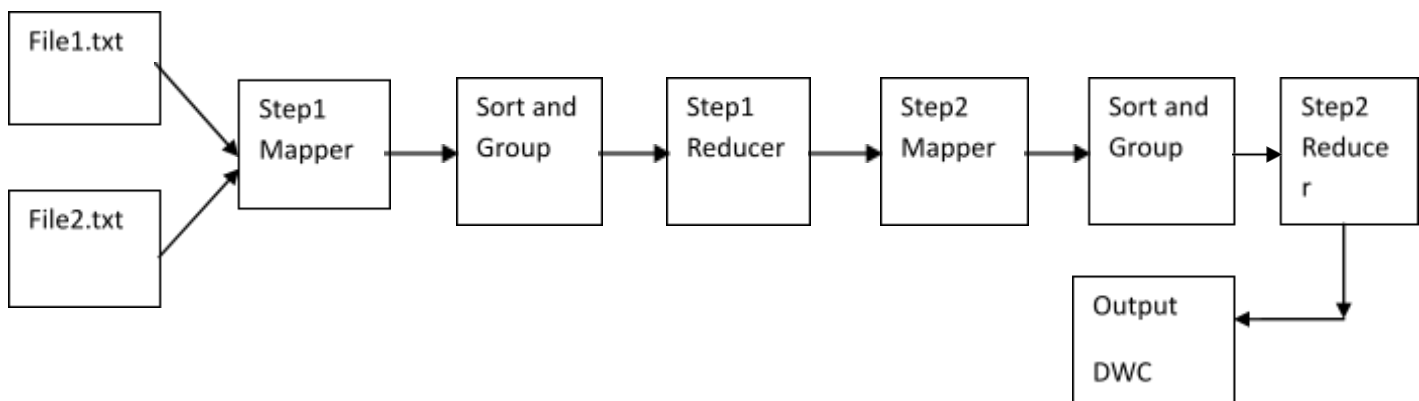 File1.txt
File2.txt
Step1
Mapper
Sort and
Group
Step1
Reducer
Step2
Mapper
Sort and
Group
Step2
Reduce
r
Output
DWC